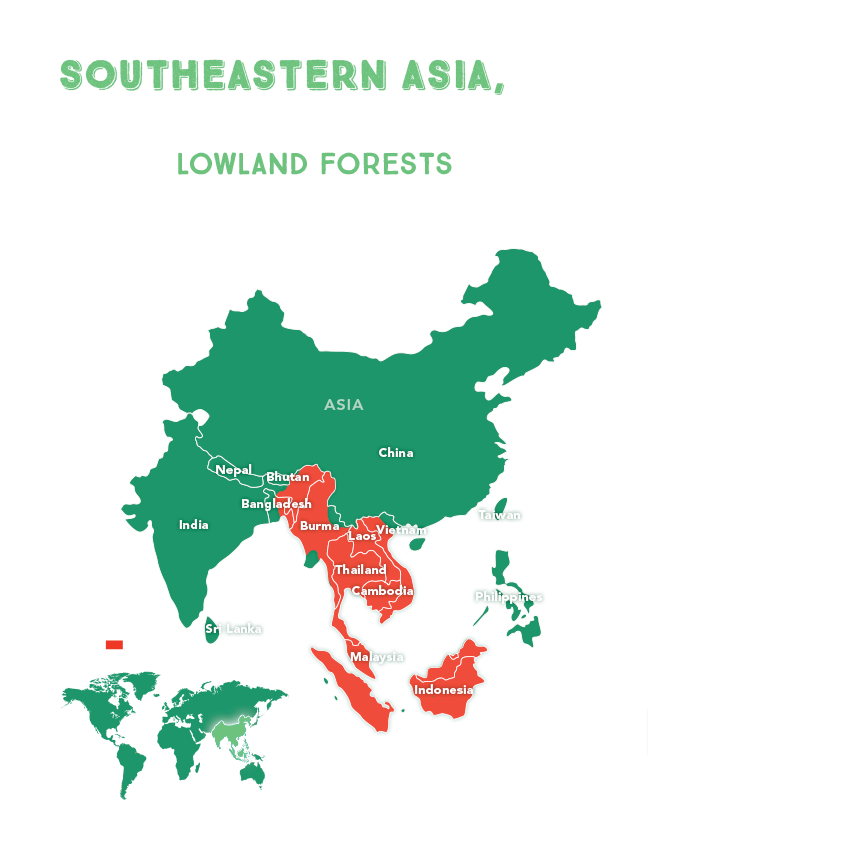 SOUTHEASTERN ASIA,
LOWLAND FORESTS
ASIA
China
Nepal
Bhutan
Bangladesh
India
Burma
Taiwan
Vietnam
Laos
Thailand
Cambodia
Philippines
Sri Lanka
Malaysia
Indonesia